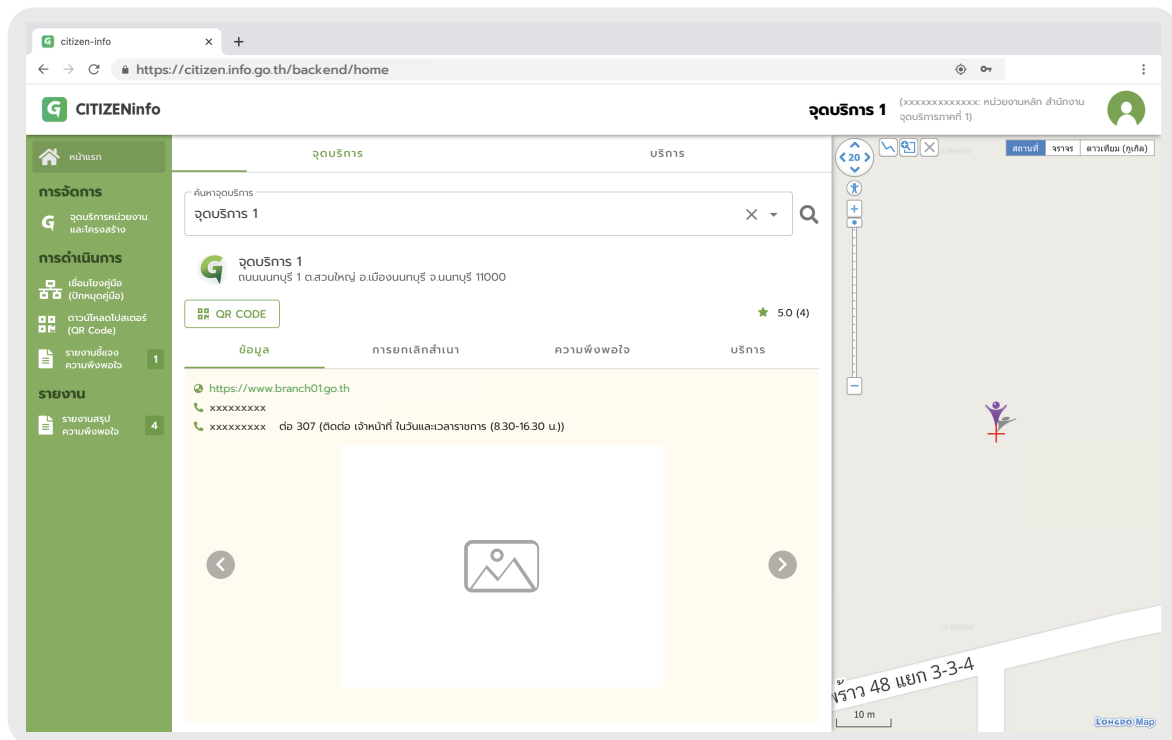 citizen-info
https://citizen.info.go.th/backend/home
CITIZENinfo
จุดบริการ 1
(xxxxxxxxxxxxx: หน่วยงานหลัก สำนักงาน
จุดบริการภาคที่ 1)
หน้าแรก
การจัดการ
จุดบริการหน่วยงาน
และโครงสร้าง
การดำเนินการ
เชื่อมโยงคู่มือ
(ปักหมุดคู่มือ)
ดาวน์โหลดโปสเตอร์
(QR Code)
รายงานชี้แจง
ความพึงพอใจ
1
รายงาน
รายงานสรุป
ความพึงพอใจ
4
จุดบริการ
บริการ
ค้นหาจุดบริการ
จุดบริการ 1
จุดบริการ 1
ถนนนนทบุรี 1 ต.สวนใหญ่ อ.เมืองนนทบุรี จ.นนทบุรี 11000
QR CODE
5.0 (4)
ข้อมูล
การยกเลิกสำเนา
ความพึงพอใจ
บริการ
https://www.branch01.go.th
xxxxxxxxx
xxxxxxxxx ต่อ 307 (ติดต่อ เจ้าหน้าที่ ในวันและเวลาราชการ (8.30-16.30 น.))
20
สถานที่
จราจร
ดาวเทียม (กูเกิล)
48 แยก 3-3-4
10 m
LONGDO Map